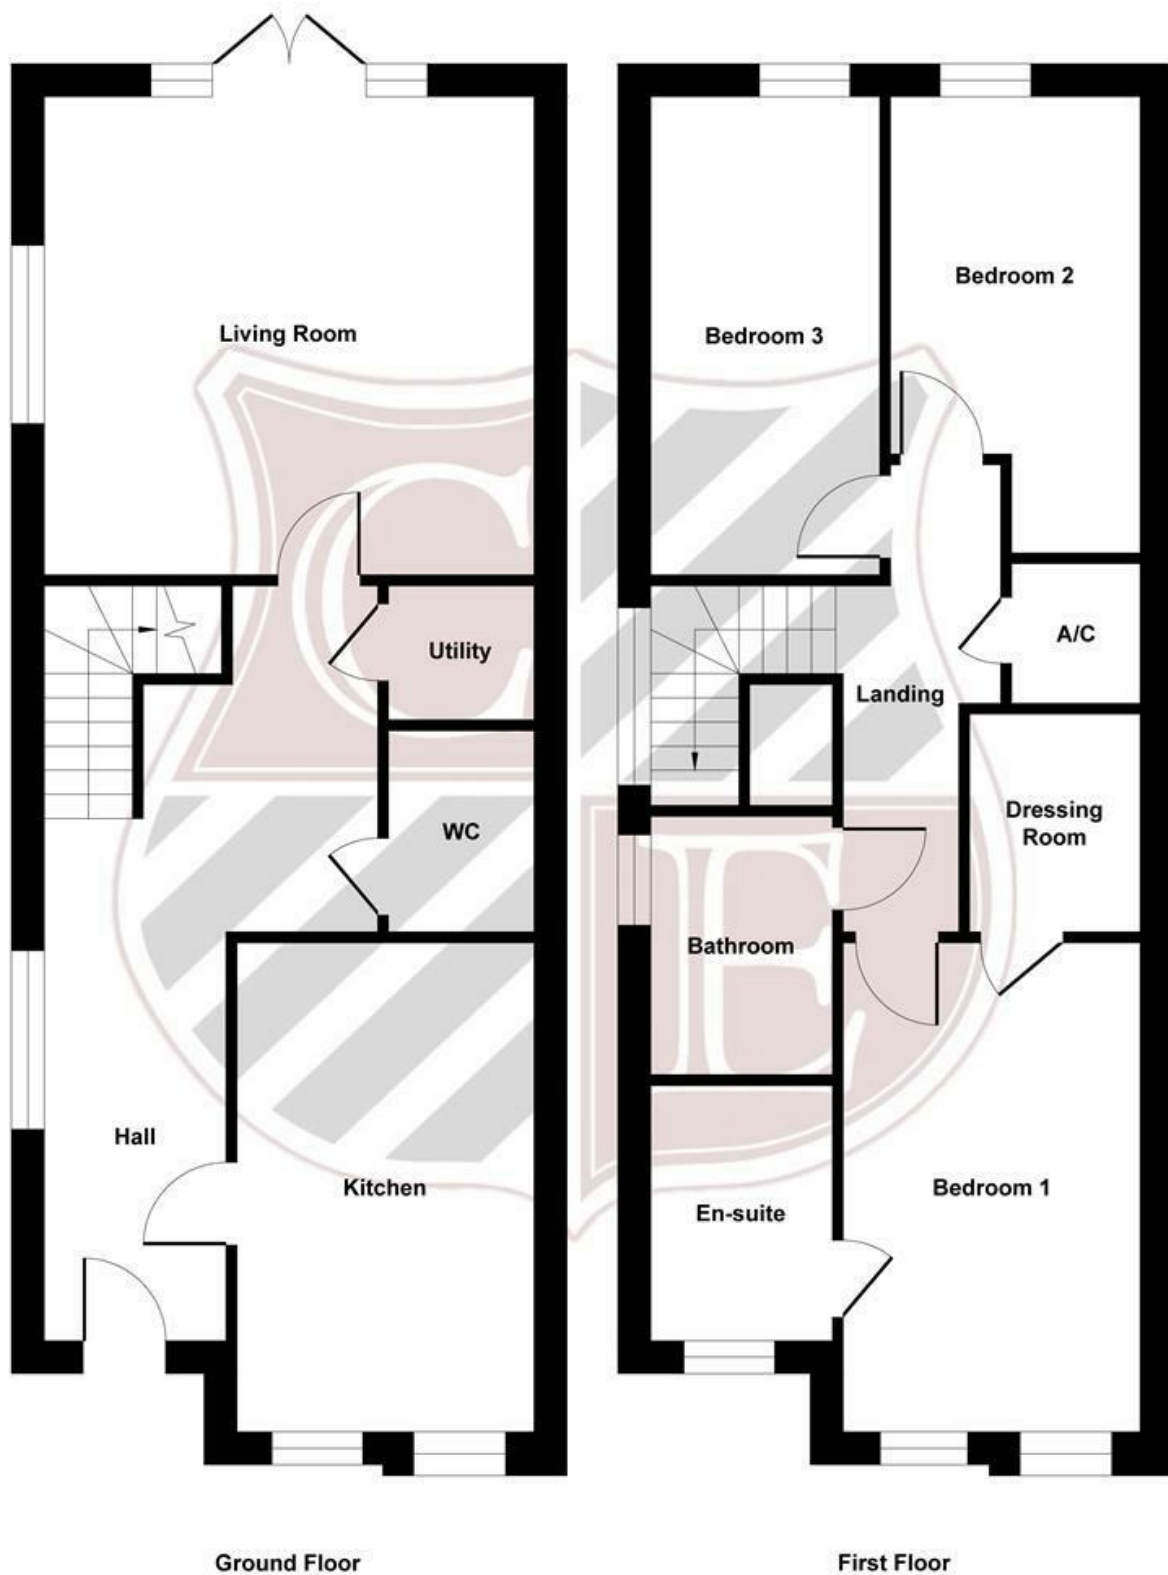 Living Room
Utility
WC
Hall
Kitchen
Ground Floor
Bedroom 3
Bedroom 2
A/C
Landing
Dressing
Room
Bathroom
En-suite
Bedroom 1
First Floor
C
E